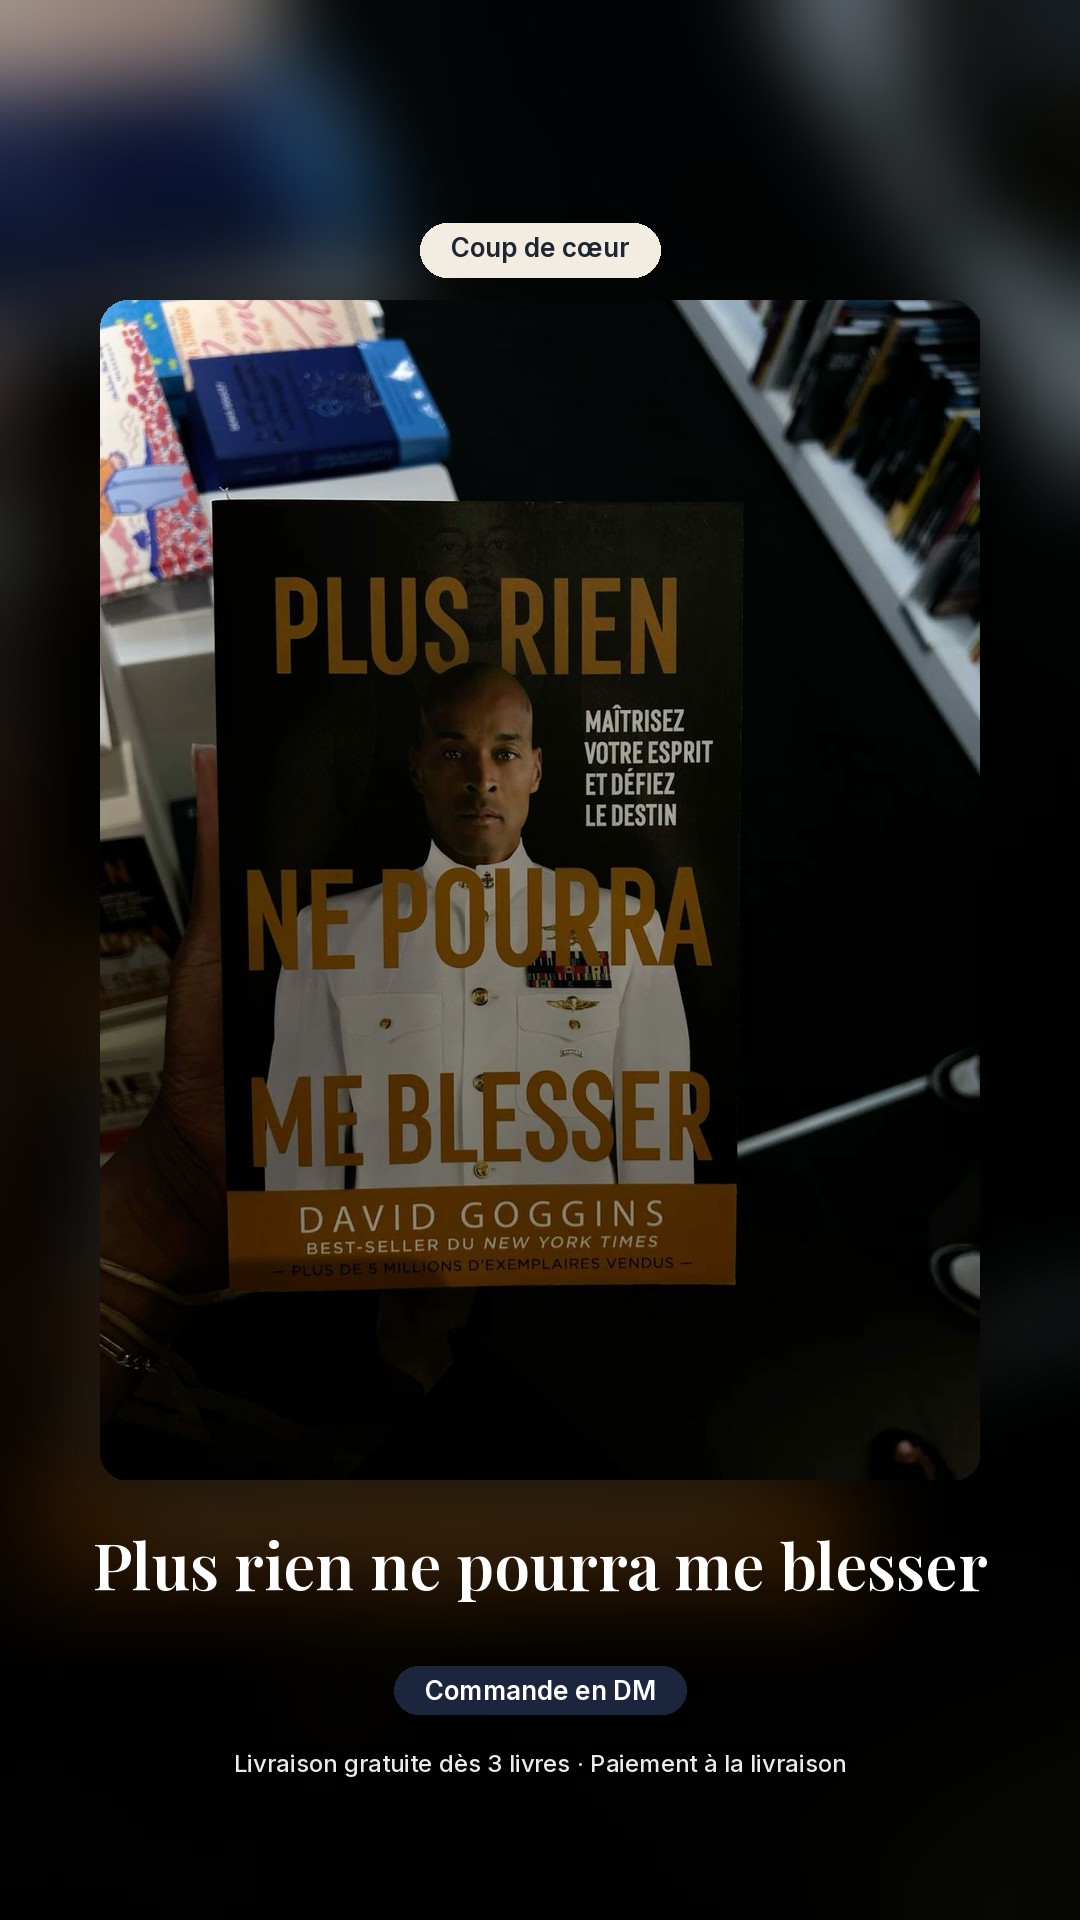 Coup de cœur
PLUS RIEN
MAÎTRISEZ
VOTRE ESPRIT
ET DÉFIEZ
LE DESTIN
NE POURRA
ME BLESSER
DAVID GOGGINS
BEST-SELLER DU NEW YORK TIMES
— PLUS DE 5 MILLIONS D'EXEMPLAIRES VENDUS —
Plus rien ne pourra me blesser
Commande en DM
Livraison gratuite dès 3 livres · Paiement à la livraison